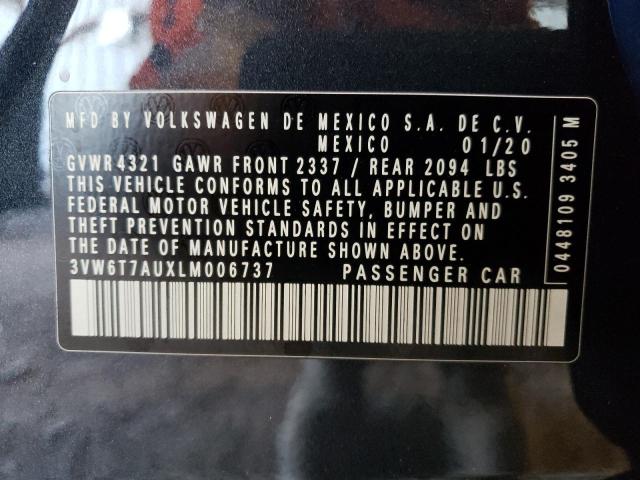 MFD BY VOLKSWAGEN DE MEXICO S.A. DE C.V.
MEXICO 01/20
GVWR 4321 GAWR FRONT 2337 / REAR 2094 LBS
THIS VEHICLE CONFORMS TO ALL APPLICABLE U.S.
FEDERAL MOTOR VEHICLE SAFETY, BUMPER AND
THEFT PREVENTION STANDARDS IN EFFECT ON
THE DATE OF MANUFACTURE SHOWN ABOVE.
3VW6T7AUXLM006737 PASSENGER CAR
0448109 3405 M